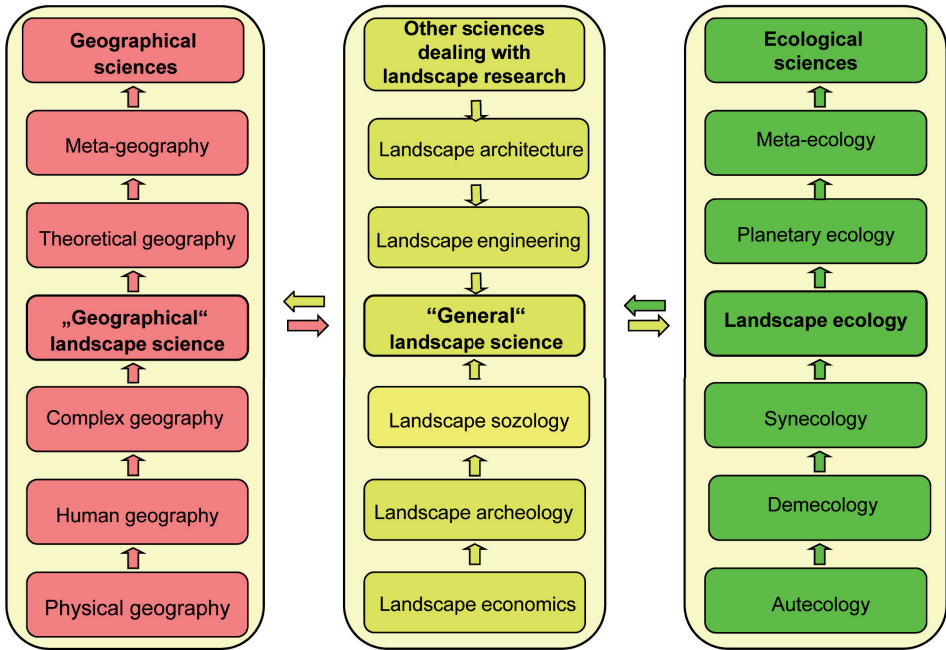 Geographical
sciences
Meta-geography
Theoretical geography
„Geographical“
landscape science
Complex geography
Human geography
Physical geography
Other sciences
dealing with
landscape research
Landscape architecture
Landscape engineering
“General“
landscape science
Landscape sozology
Landscape archeology
Landscape economics
Ecological
sciences
Meta-ecology
Planetary ecology
Landscape ecology
Synecology
Demecology
Autecology